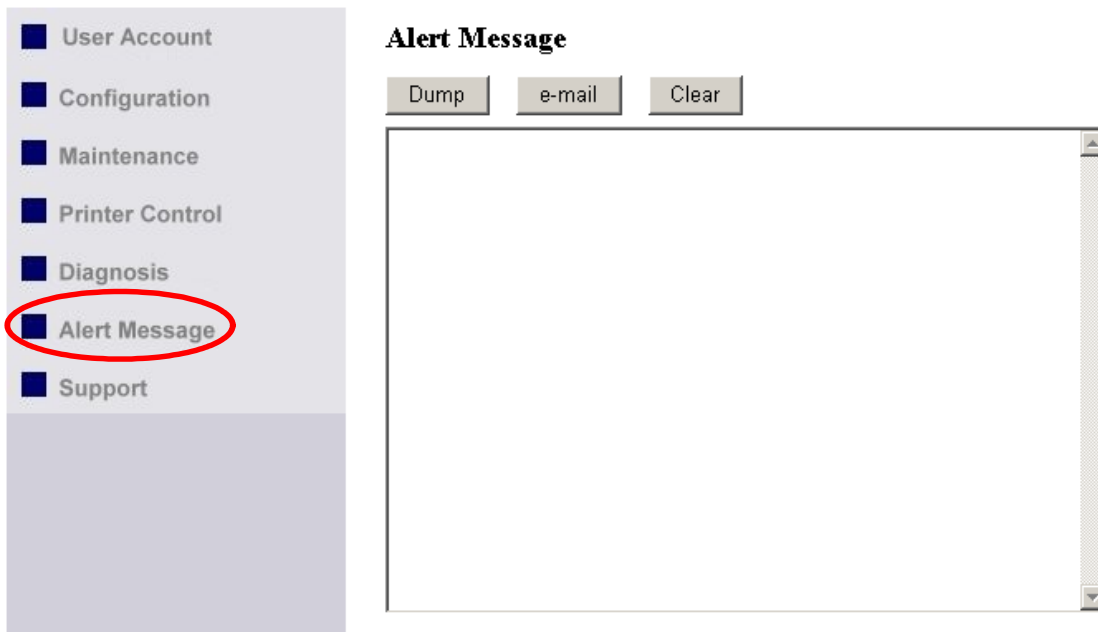 User Account
Configuration
Maintenance
Printer Control
Diagnosis
Alert Message
Support
Alert Message
Dump e-mail Clear